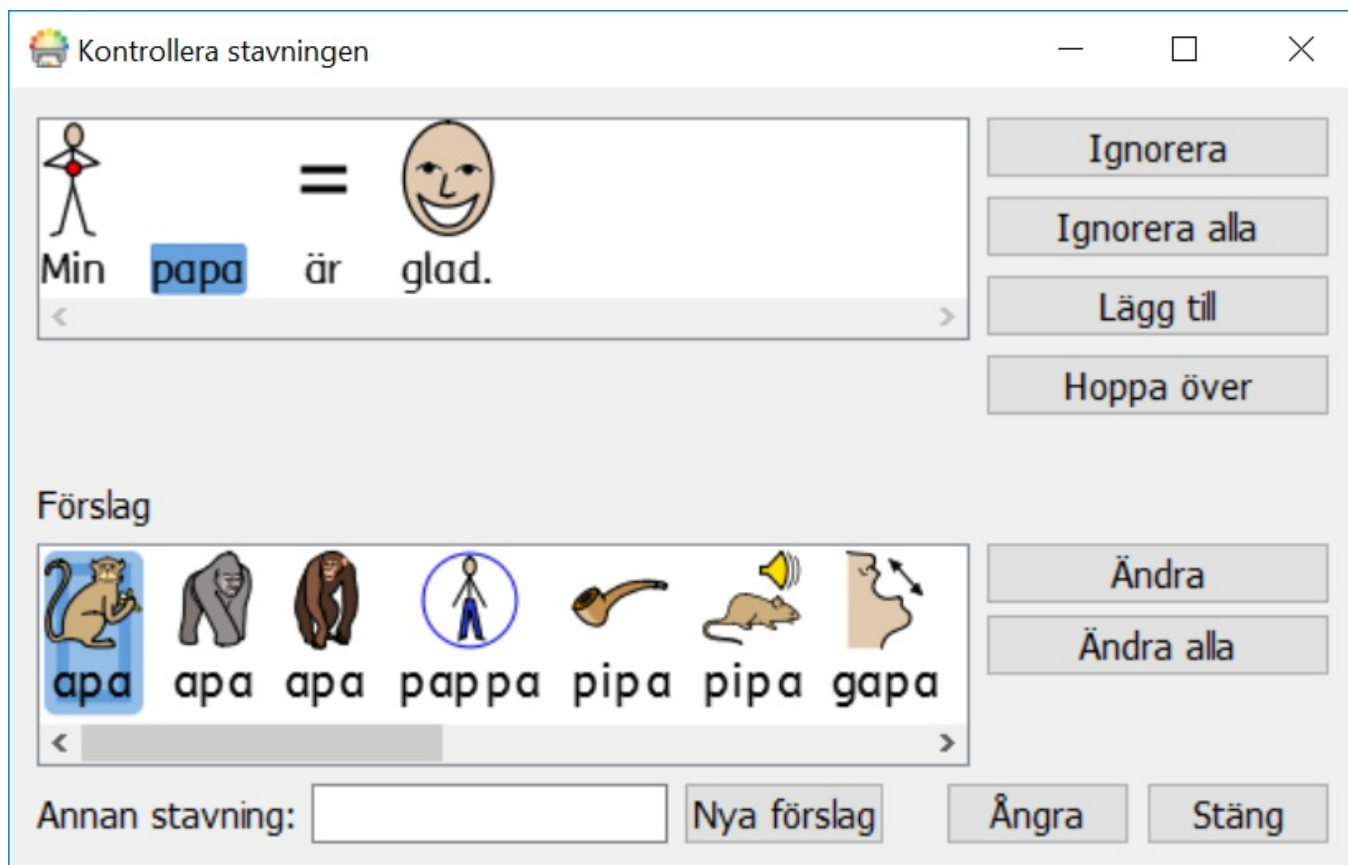 Kontrollera stavningen
Min papa är glad.
Ignorera
Ignorera alla
Lägg till
Hoppa över
Förslag
apa apa apa pappa pipa pipa gapa
Ändra
Ändra alla
Annan stavning:
Nya förslag
Ångra
Stäng